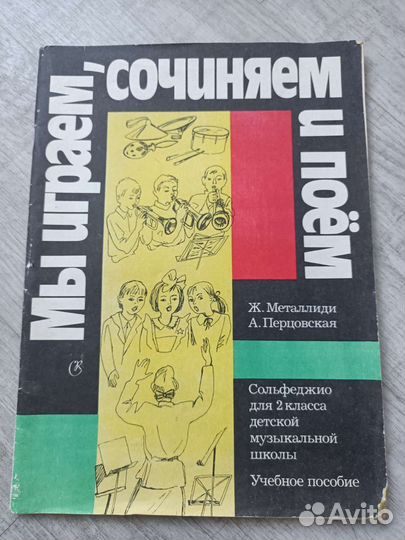 Мы играем,
сочиняем
и поём
Ж. Металлиди
А. Перцовская
Сольфеджио
для 2 класса
детской
музыкальной
школы
Учебное пособие
Avito